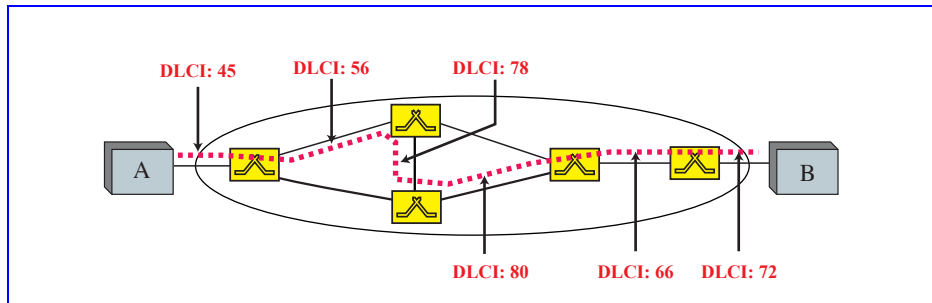 DLCI: 45
DLCI: 56
DLCI: 78
A
B
DLCI: 80
DLCI: 66
DLCI: 72